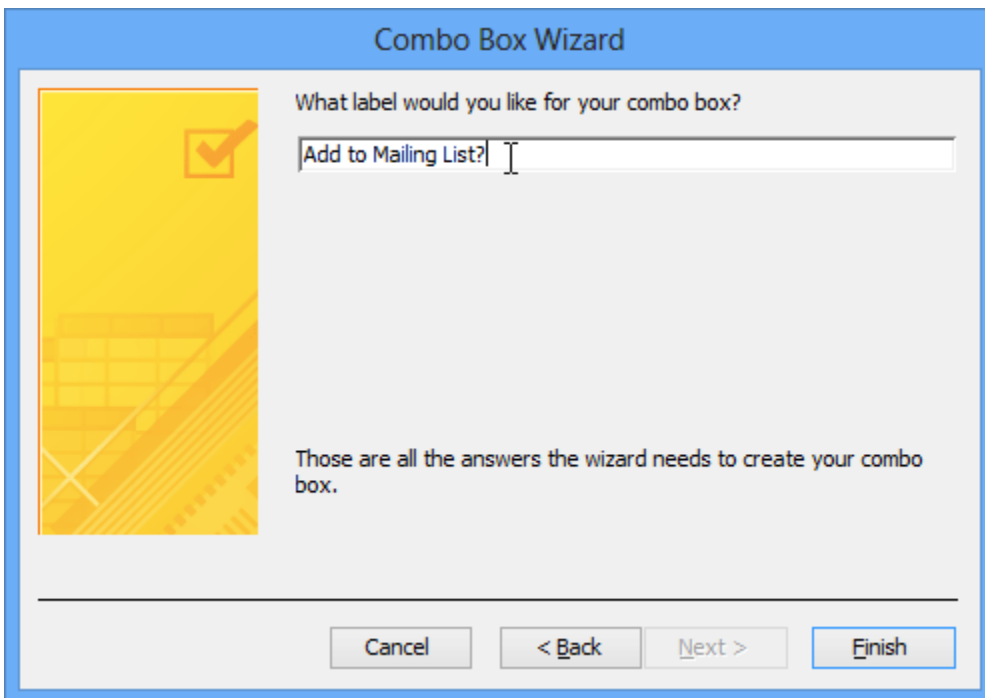 Combo Box Wizard
What label would you like for your combo box?
Add to Mailing List?
Those are all the answers the wizard needs to create your combo
box.
Cancel
< Back
Next >
Finish